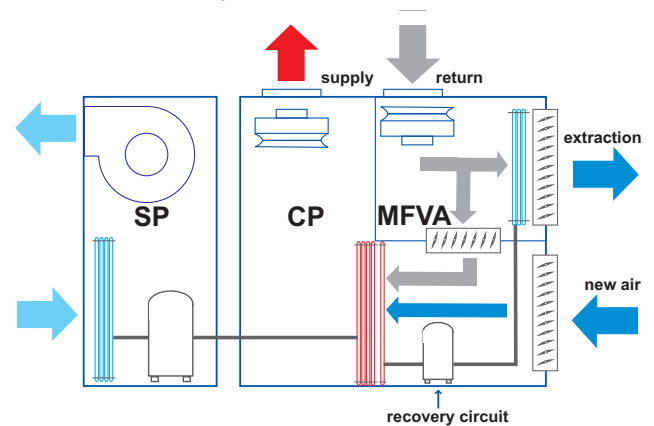 supply
return
extraction
SP
CP
MFVA
new air
recovery circuit